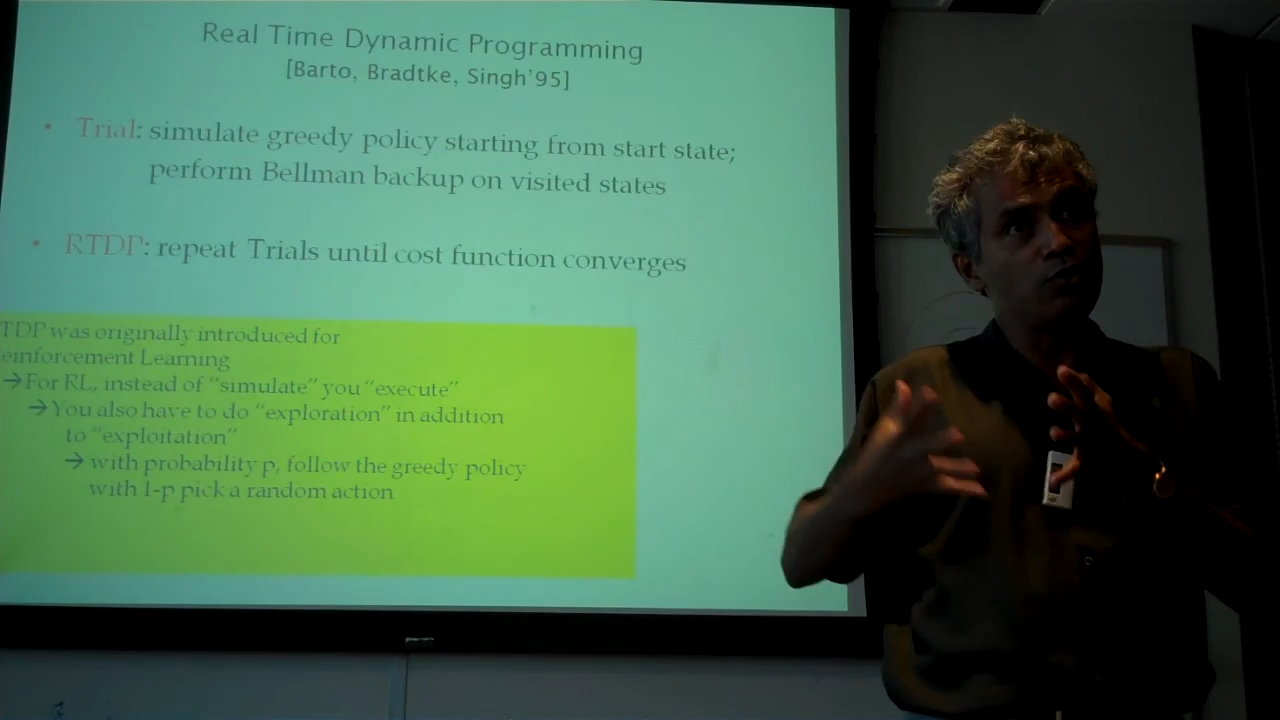 Real Time Dynamic Programming
[Barto, Bradtke, Singh'95]
• Trial: simulate greedy policy starting from start state;
perform Bellman backup on visited states
• RTDP: repeat Trials until cost function converges
TDP was originally introduced for
einforcement Learning
→For RL, instead of "simulate" you "execute"
→You also have to do "exploration" in addition
to "exploitation"
→ with probability p, follow the greedy policy
with 1-p pick a random action